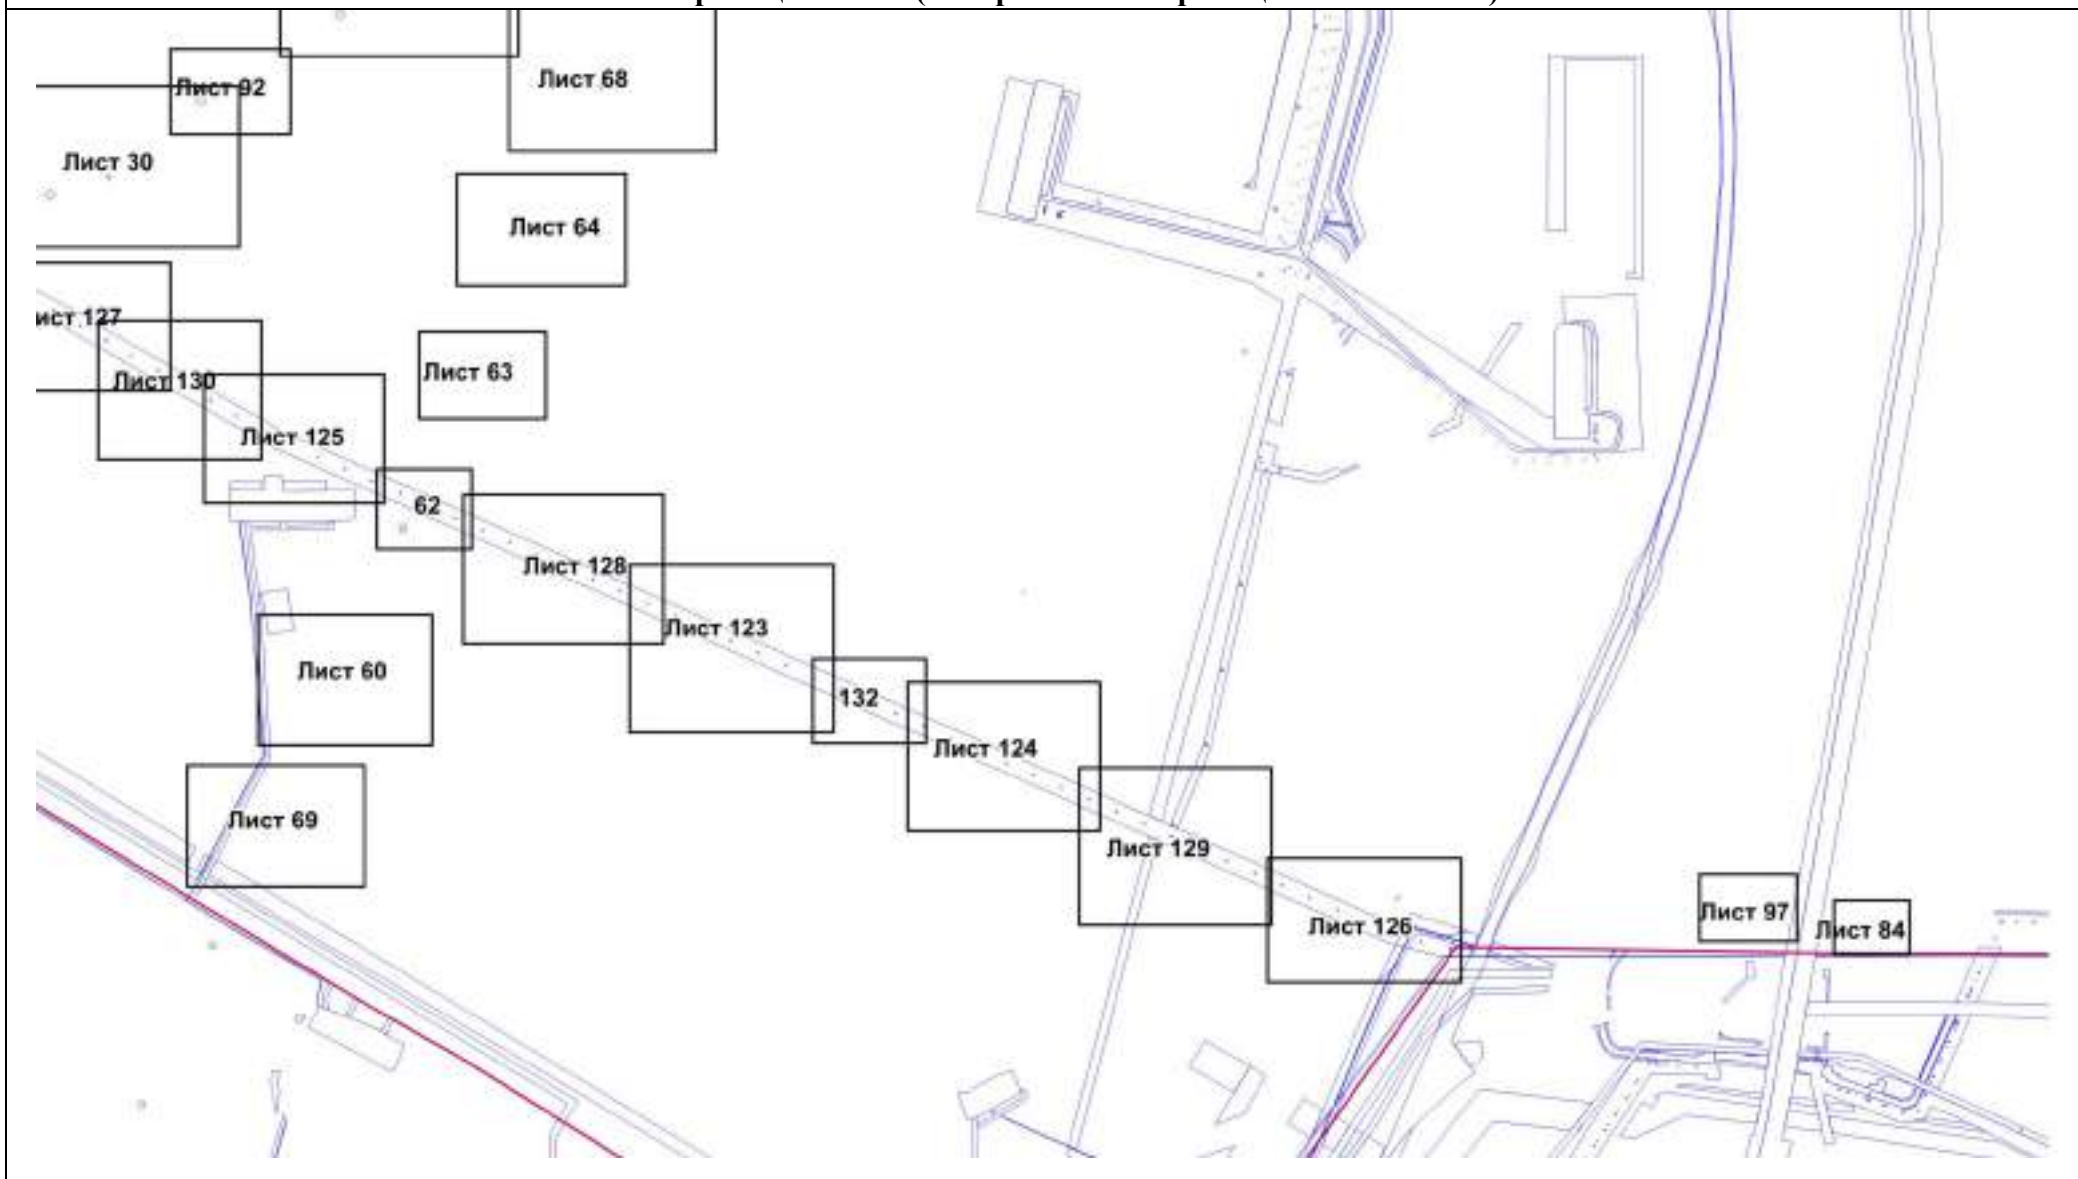 Лист 92
Лист 68
Лист 30
Лист 64
ист 127
Лист 63
Лист 130
Лист 125
62
Лист 128
Лист 123
Лист 60
132
Лист 124
Лист 69
Лист 129
Лист 126
Лист 97
Лист 84